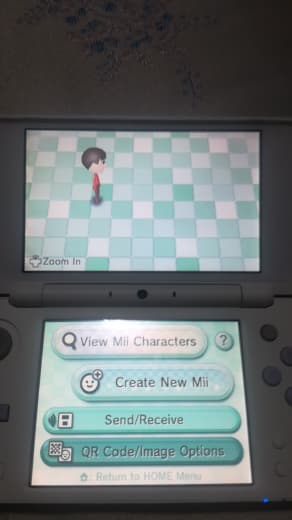 Zoom In
View Mii Characters
?
Create New Mii
Send/Receive
QR Code/Image Options
: Return to HOME Menu